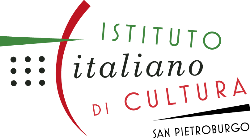 ISTITUTO
italiano
DI CULTURA
SAN PIETROBURGO